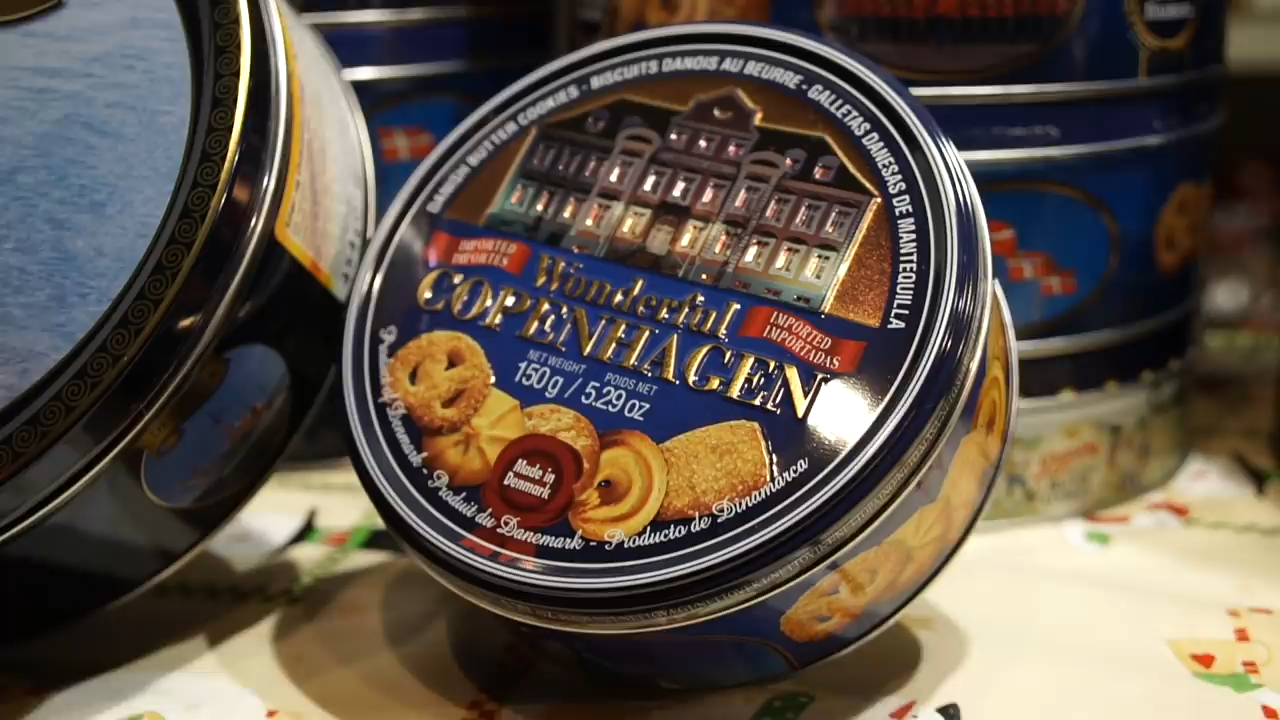 DANISH BUTTER COOKIES - BISCUITS DANOIS AU BEURRE - GALLETAS DANESAS DE MANTEQUILLA
IMPORTED
IMPORTÉS
Wonderful
COPENHAGEN
IMPORTED
IMPORTADAS
NET WEIGHT POIDS NET
150 g / 5.29 oz
Made in
Denmark
Product of Denmark - Produit du Danemark - Producto de Dinamarca